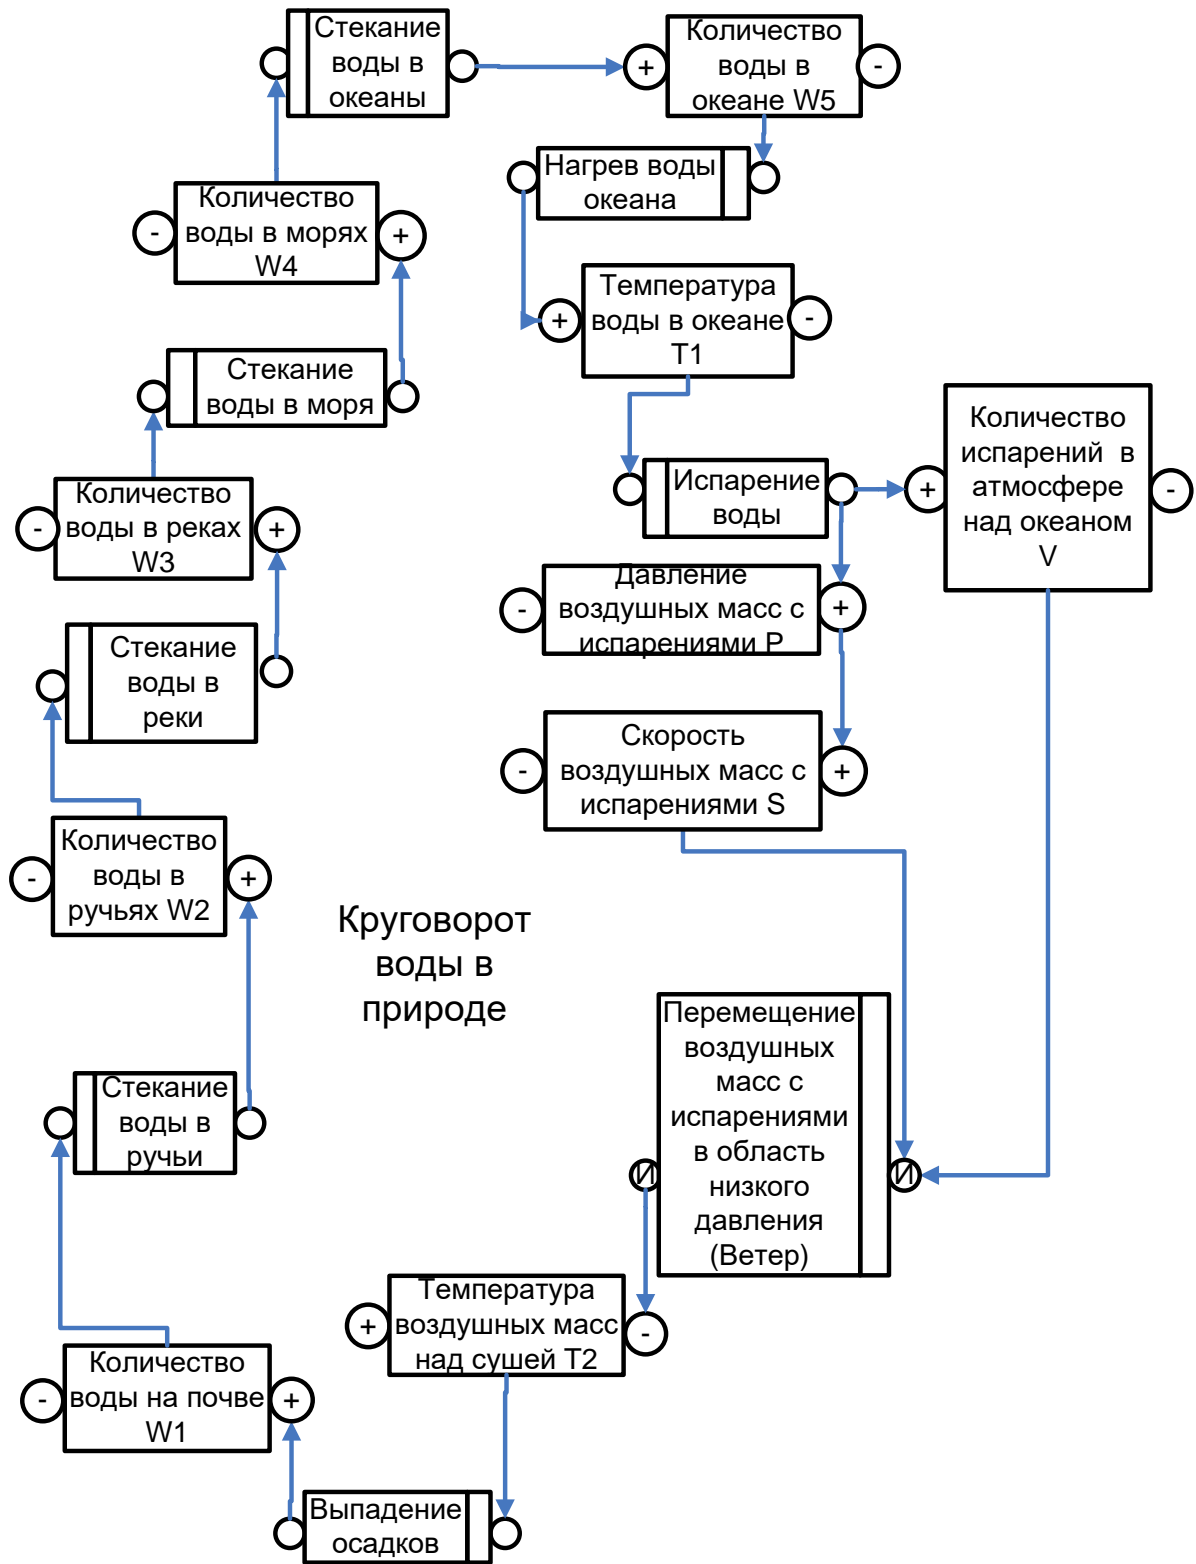 Стекание
воды в
океаны
Количество
воды в
океане W5
+
-
Нагрев воды
океана
Количество
воды в морях
W4
-
+
Температура
воды в океане
T1
+
-
Стекание
воды в моря
Количество
испарений в
атмосфере
над океаном
V
+
-
Испарение
воды
Количество
воды в реках
W3
-
+
Давление
воздушных масс с
испарениями P
-
+
Стекание
воды в
реки
Скорость
воздушных масс с
испарениями S
-
+
Количество
воды в
ручьях W2
-
+
Круговорот
воды в
природе
Перемещение
воздушных
масс с
испарениями
в область
низкого
давления
(Ветер)
И
И
Стекание
воды в
ручьи
Температура
воздушных масс
над сушей T2
+
-
Количество
воды на почве
W1
-
+
Выпадение
осадков